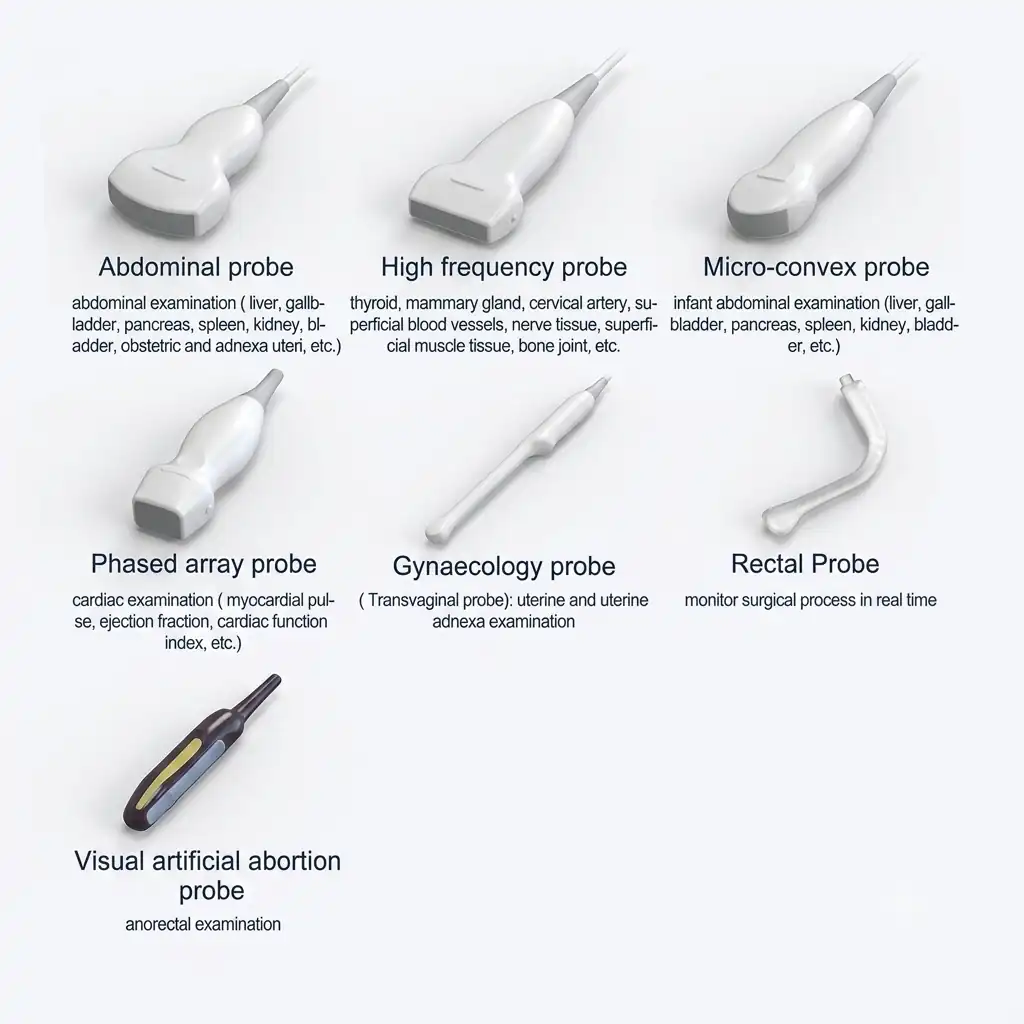 Abdominal probe
abdominal examination ( liver, gallb-
ladder, pancreas, spleen, kidney, bl-
adder, obstetric and adnexa uteri, etc.)
High frequency probe
thyroid, mammary gland, cervical artery, su-
perficial blood vessels, nerve tissue, superfi-
cial muscle tissue, bone joint, etc.
Micro-convex probe
infant abdominal examination (liver, gall-
bladder, pancreas, spleen, kidney, bladd-
er, etc.)
Phased array probe
cardiac examination ( myocardial pul-
se, ejection fraction, cardiac function
index, etc.)
Gynaecology probe
( Transvaginal probe): uterine and uterine
adnexa examination
Rectal Probe
monitor surgical process in real time
Visual artificial abortion
probe
anorectal examination